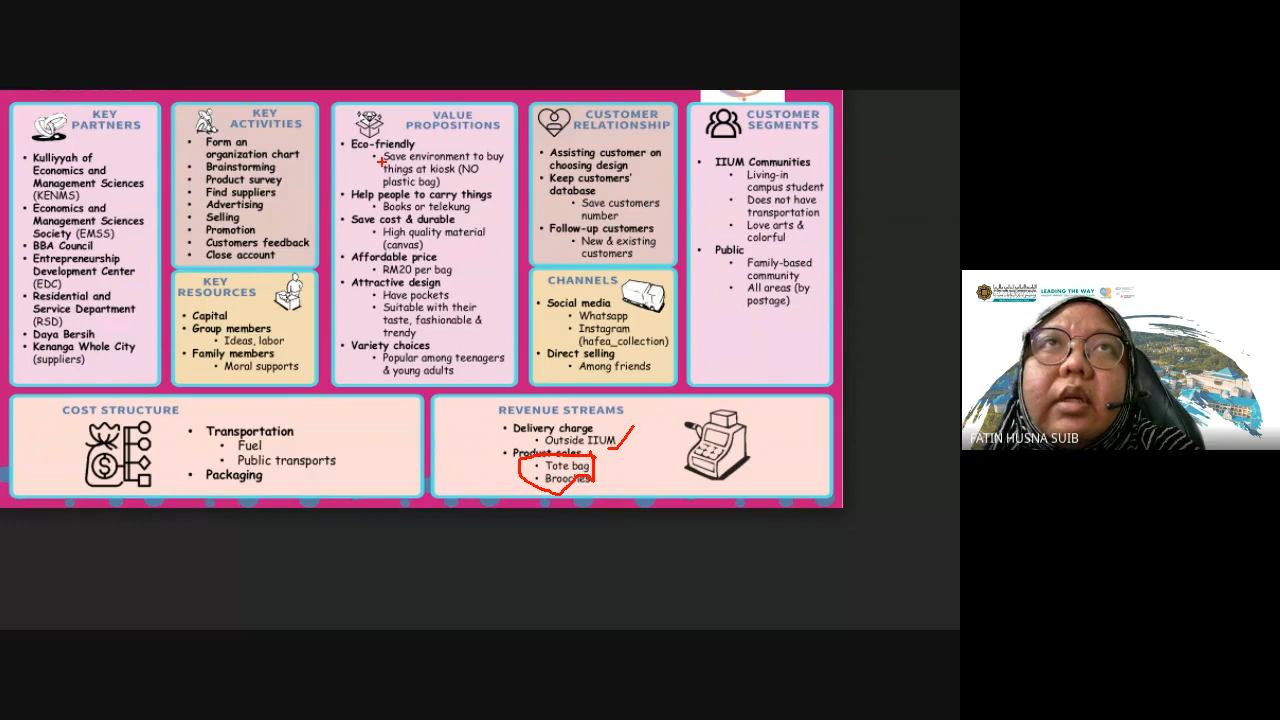 KEY
PARTNERS
• Kulliyyah of
Economics and
Management Sciences
(KENMS)
• Economics and
Management Sciences
Society (EMSS)
• BBA Council
• Entrepreneurship
Development Center
(EDC)
• Residential and
Service Department
(RSD)
• Daya Bersih
• Kenanga Whole City
(suppliers)
KEY
ACTIVITIES
• Form an
organization chart
• Brainstorming
• Product survey
• Find suppliers
• Advertising
• Selling
• Promotion
• Customers feedback
• Close account
KEY
RESOURCES
• Capital
• Group members
• Ideas, labor
• Family members
• Moral supports
VALUE
PROPOSITIONS
• Eco-friendly
• Save environment to buy
things at kiosk (NO
plastic bag)
• Help people to carry things
• Books or telekung
• Save cost & durable
• High quality material
(canvas)
• Affordable price
• RM20 per bag
• Attractive design
• Have pockets
• Suitable with their
taste, fashionable &
trendy
• Variety choices
• Popular among teenagers
& young adults
CUSTOMER
RELATIONSHIP
• Assisting customer on
choosing design
• Keep customers'
database
• Save customers
number
• Follow-up customers
• New & existing
customers
CHANNELS
• Social media
• Whatsapp
• Instagram
(hafea_collection)
• Direct selling
• Among friends
CUSTOMER
SEGMENTS
• IIUM Communities
• Living-in
campus student
• Does not have
transportation
• Love arts &
colorful
• Public
• Family-based
community
• All areas (by
postage)
COST STRUCTURE
• Transportation
• Fuel
• Public transports
• Packaging
REVENUE STREAMS
• Delivery charge
• Outside IIUM
• Product sales
• Tote bag
• Brooches
LEADING THE WAY
FATIN HUSNA SUIB